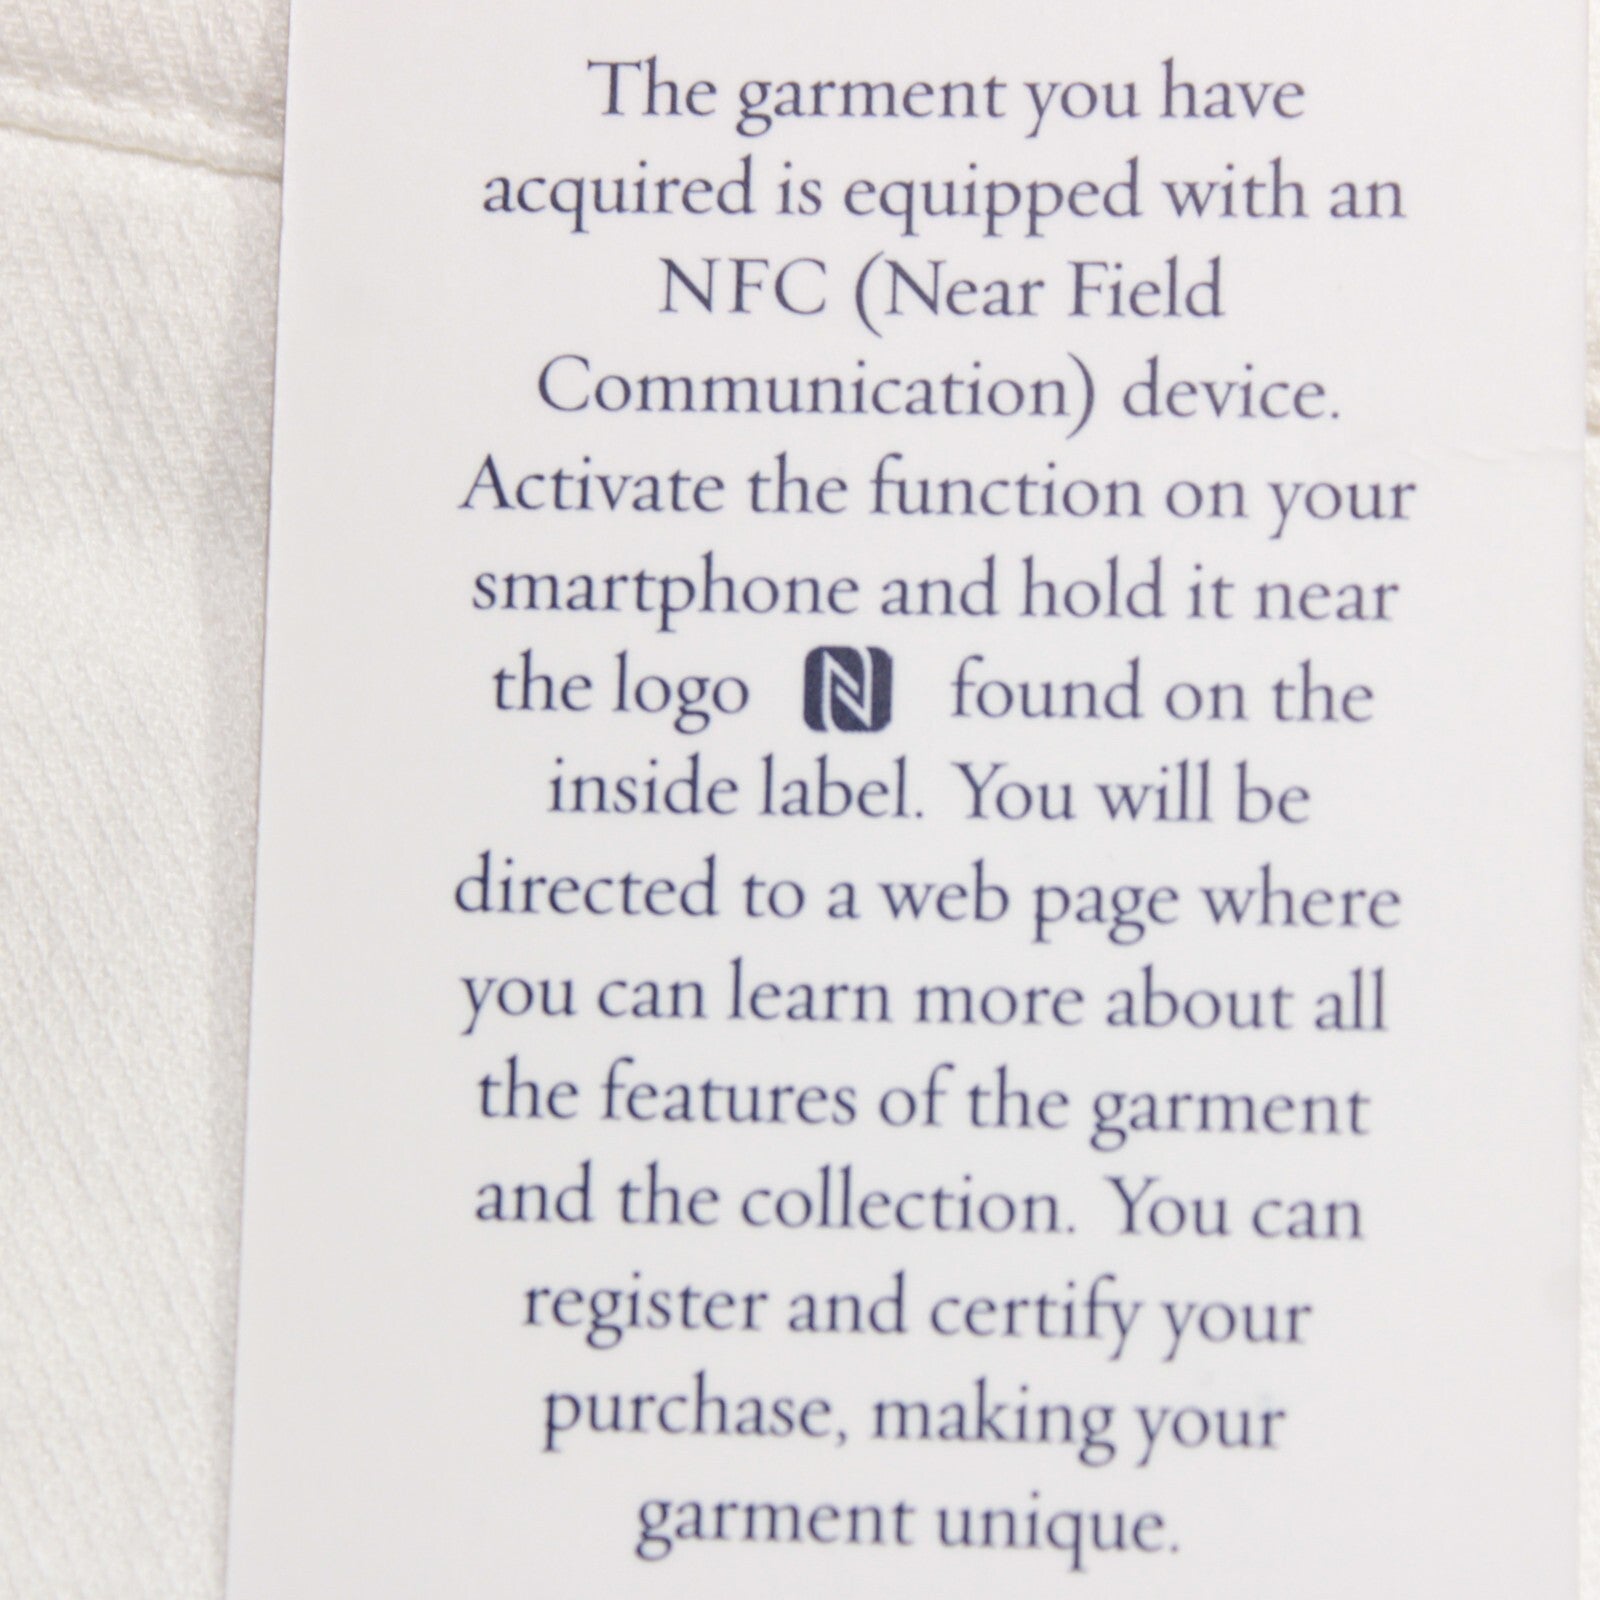 The garment you have
acquired is equipped with an
NFC (Near Field
Communication) device.
Activate the function on your
smartphone and hold it near
the logo N found on the
inside label. You will be
directed to a web page where
you can learn more about all
the features of the garment
and the collection. You can
register and certify your
purchase, making your
garment unique.